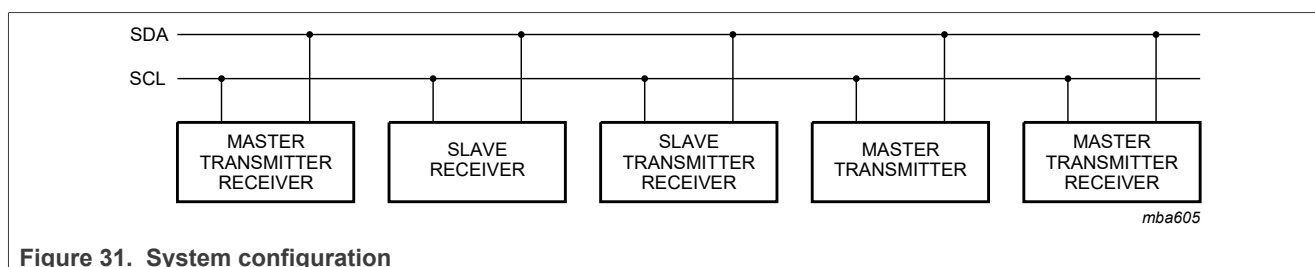 SDA
SCL
MASTER
TRANSMITTER
RECEIVER
SLAVE
RECEIVER
SLAVE
TRANSMITTER
RECEIVER
MASTER
TRANSMITTER
MASTER
TRANSMITTER
RECEIVER
mba605
Figure 31. System configuration